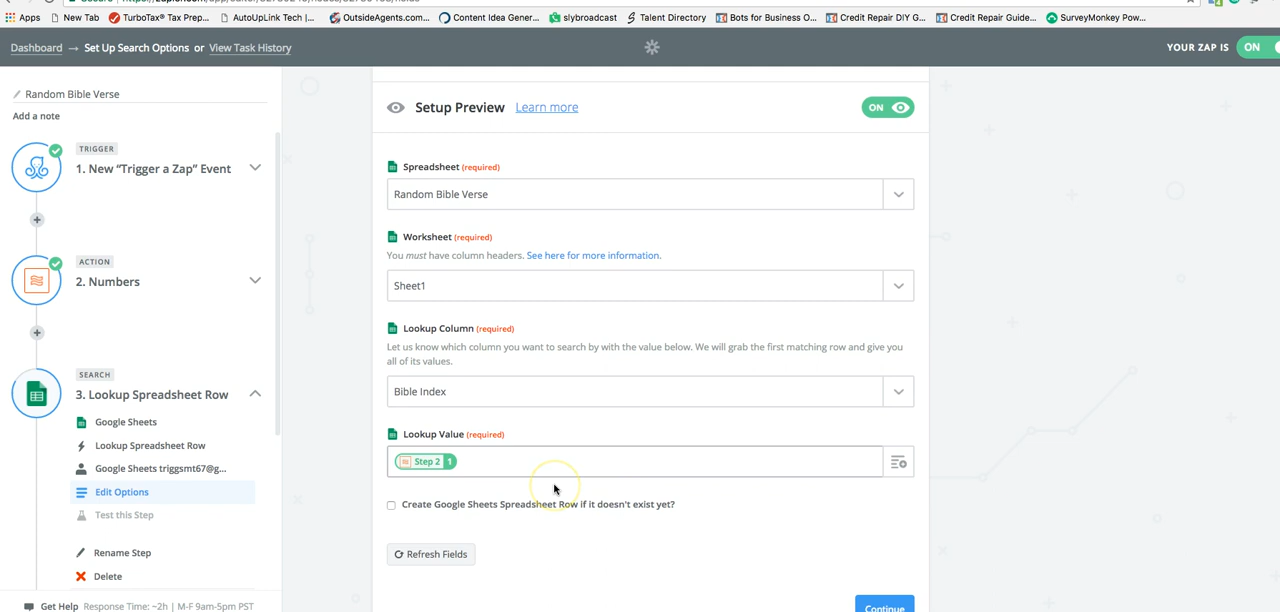 Apps
New Tab
TurboTax® Tax Prep...
AutoUpLink Tech |...
OutsideAgents.com...
Content Idea Gener...
slybroadcast
Talent Directory
Bots for Business O...
Credit Repair DIY G...
Credit Repair Guide...
SurveyMonkey Pow...
Dashboard → Set Up Search Options or View Task History
YOUR ZAP IS ON
Random Bible Verse
Add a note
TRIGGER
1. New “Trigger a Zap” Event
ACTION
2. Numbers
SEARCH
3. Lookup Spreadsheet Row
Google Sheets
Lookup Spreadsheet Row
Google Sheets triggsmt67@g...
Edit Options
Test this Step
Rename Step
Delete
Get Help Response Time: ~2h | M-F 9am-5pm PST
Setup Preview Learn more
ON
Spreadsheet (required)
Random Bible Verse
Worksheet (required)
You must have column headers. See here for more information.
Sheet1
Lookup Column (required)
Let us know which column you want to search by with the value below. We will grab the first matching row and give you
all of its values.
Bible Index
Lookup Value (required)
Step 2 1
Create Google Sheets Spreadsheet Row if it doesn't exist yet?
Refresh Fields
Continue